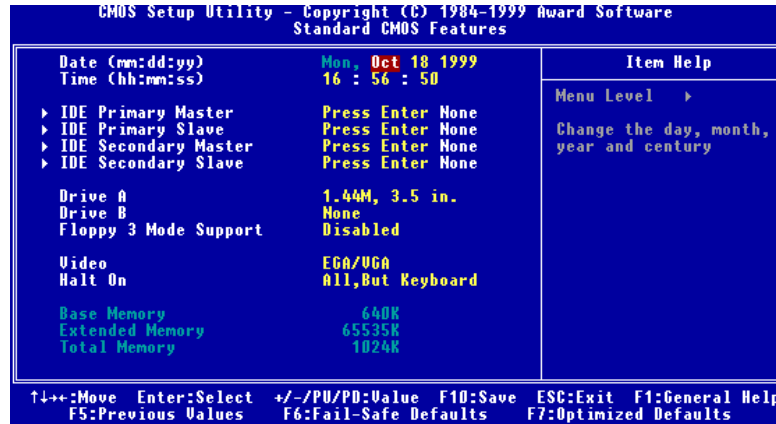 CMOS Setup Utility - Copyright (C) 1984-1999 Award Software
Standard CMOS Features
Date (mm:dd:yy) Mon, Oct 18 1999
Time (hh:mm:ss) 16 : 56 : 50
▸ IDE Primary Master Press Enter None
▸ IDE Primary Slave Press Enter None
▸ IDE Secondary Master Press Enter None
▸ IDE Secondary Slave Press Enter None
Drive A 1.44M, 3.5 in.
Drive B None
Floppy 3 Mode Support Disabled
Video EGA/VGA
Halt On All,But Keyboard
Base Memory 640K
Extended Memory 65535K
Total Memory 1024K
Item Help
Menu Level ▸
Change the day, month,
year and century
↑↓→←:Move Enter:Select +/-/PU/PD:Value F10:Save ESC:Exit F1:General Help
F5:Previous Values F6:Fail-Safe Defaults F7:Optimized Defaults